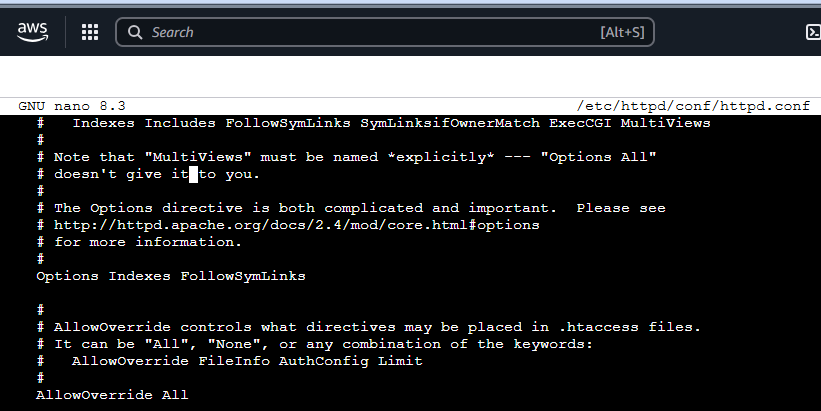 aws Search [Alt+S]
GNU nano 8.3 /etc/httpd/conf/httpd.conf
#   Indexes Includes FollowSymLinks SymLinksifOwnerMatch ExecCGI MultiViews
#
# Note that "MultiViews" must be named *explicitly* --- "Options All"
# doesn't give it to you.
#
# The Options directive is both complicated and important.  Please see
# http://httpd.apache.org/docs/2.4/mod/core.html#options
# for more information.
#
Options Indexes FollowSymLinks
#
# AllowOverride controls what directives may be placed in .htaccess files.
# It can be "All", "None", or any combination of the keywords:
#   AllowOverride FileInfo AuthConfig Limit
#
AllowOverride All